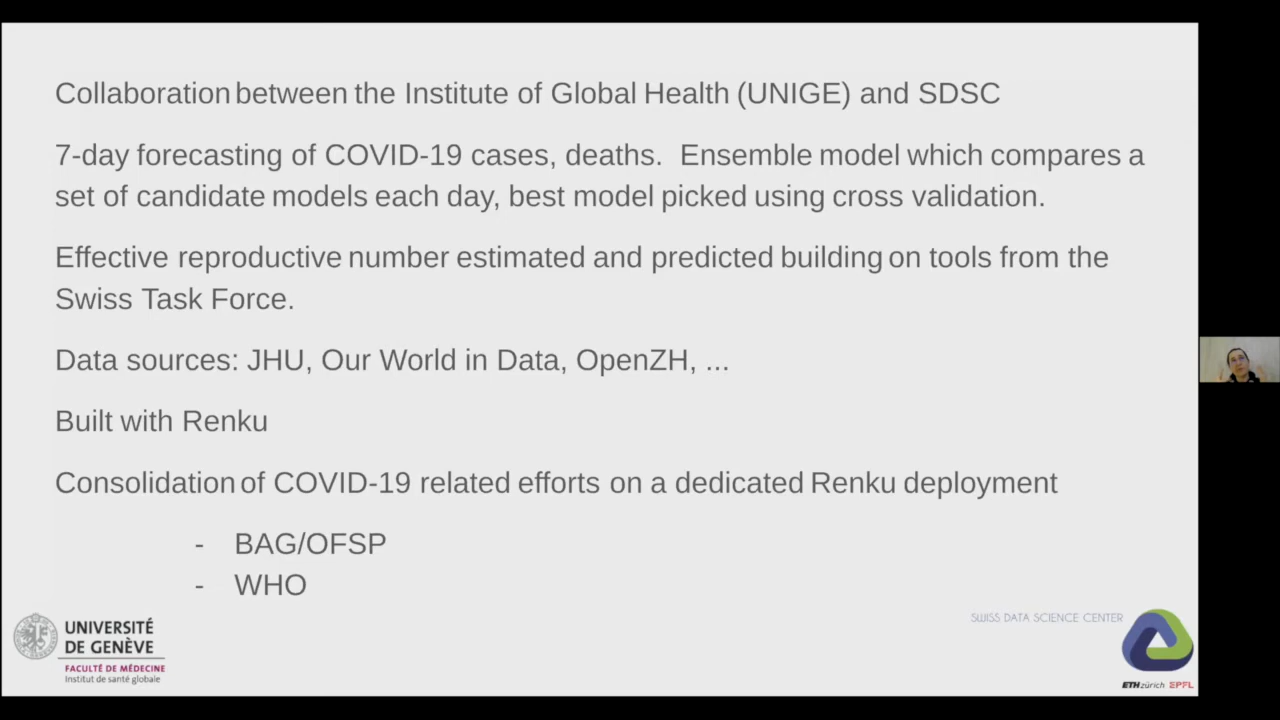 Collaboration between the Institute of Global Health (UNIGE) and SDSC
7-day forecasting of COVID-19 cases, deaths. Ensemble model which compares a
set of candidate models each day, best model picked using cross validation.
Effective reproductive number estimated and predicted building on tools from the
Swiss Task Force.
Data sources: JHU, Our World in Data, OpenZH, ...
Built with Renku
Consolidation of COVID-19 related efforts on a dedicated Renku deployment
- BAG/OFSP
- WHO
UNIVERSITÉ
DE GENÈVE
FACULTÉ DE MÉDECINE
Institut de santé globale
SWISS DATA SCIENCE CENTER
ETH zürich EPFL